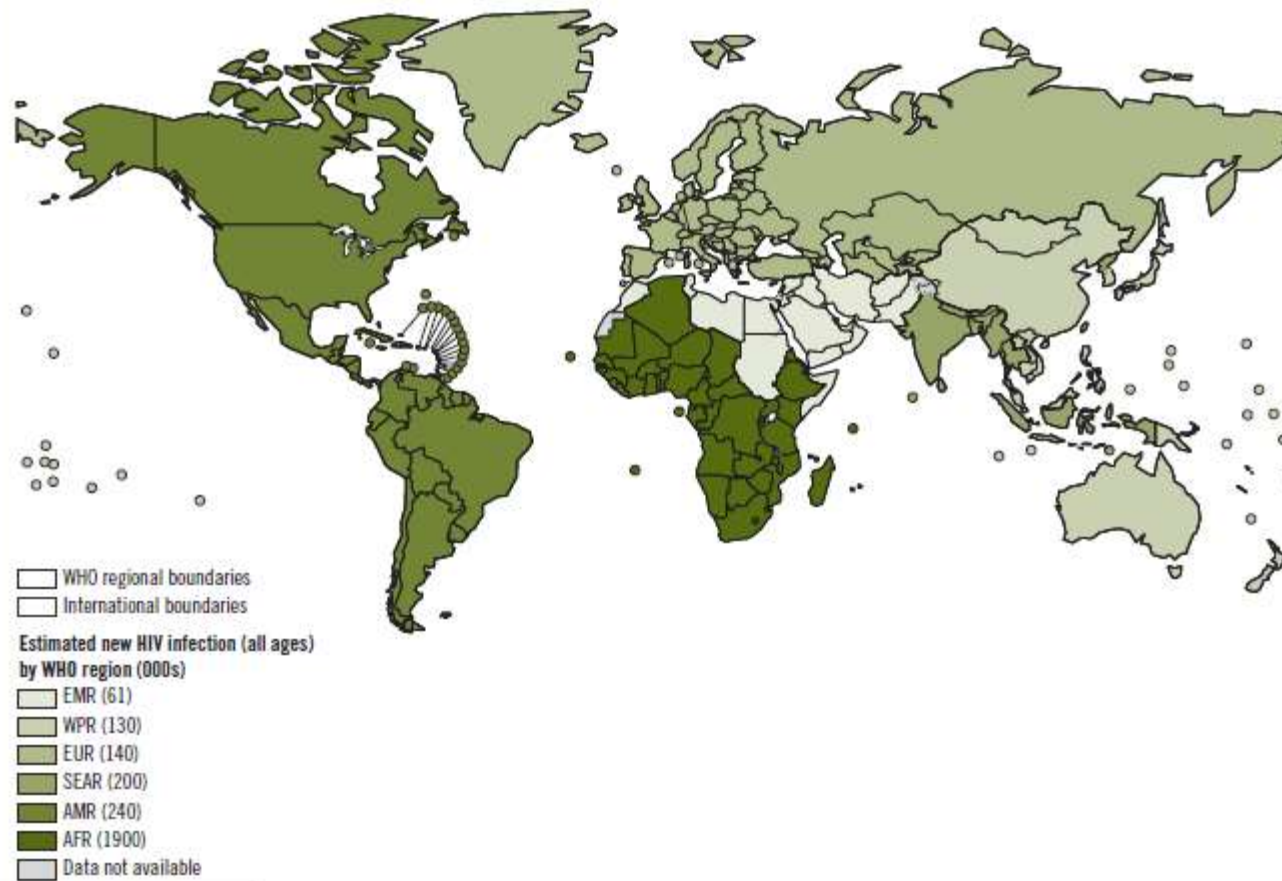 WHO regional boundaries
International boundaries
Estimated new HIV infection (all ages)
by WHO region (000s)
EMR (61)
WPR (130)
EUR (140)
SEAR (200)
AMR (240)
AFR (1900)
Data not available